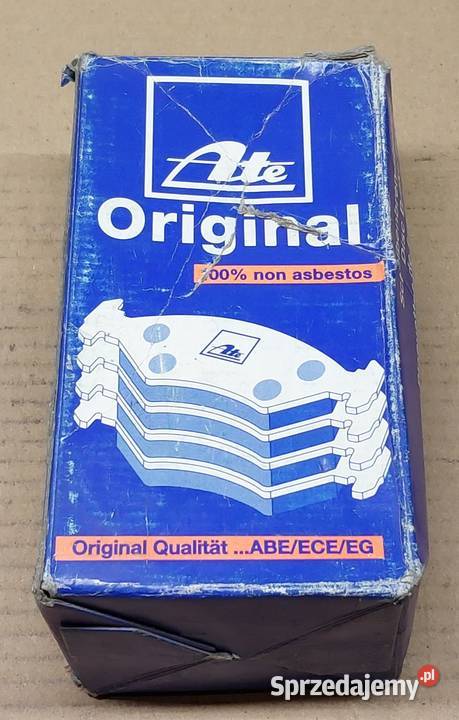 Ate
Original
100% non asbestos
Ate
Original Qualität ...ABE/ECE/EG
Sprzedajemy.pl